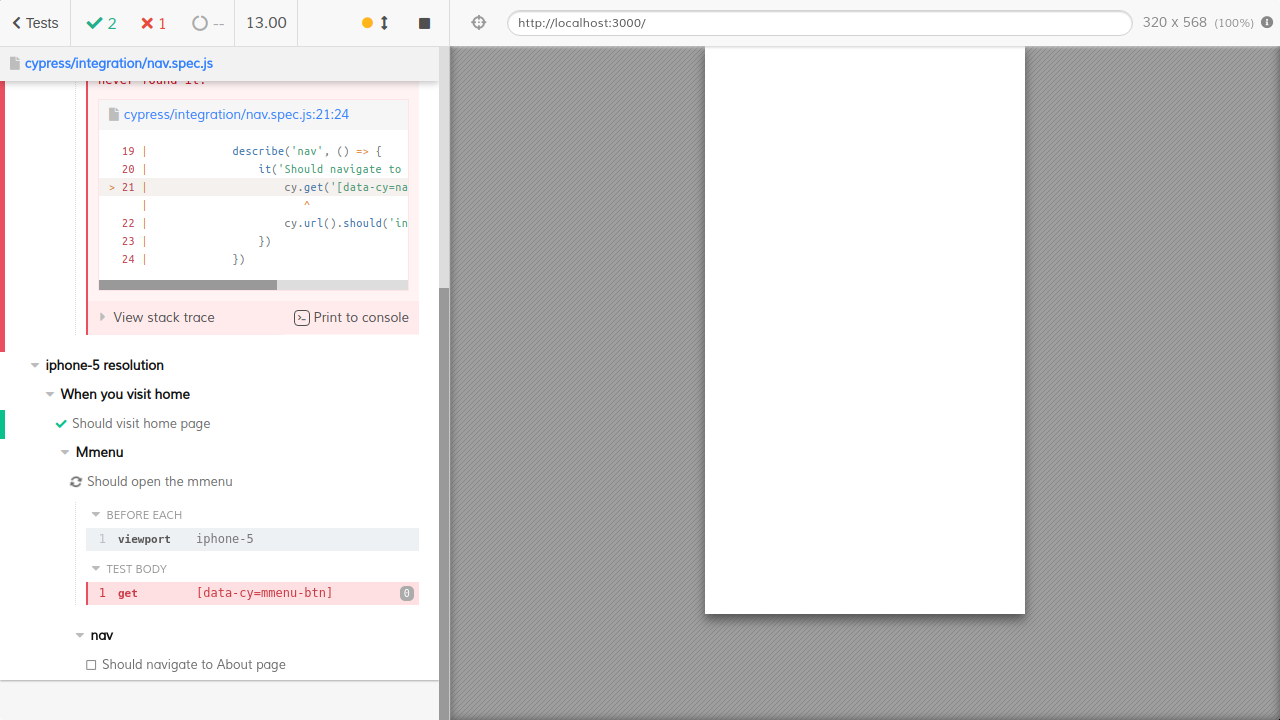 Tests 2 1 -- 13.00 http://localhost:3000/ 320 x 568 (100%)
cypress/integration/nav.spec.js
never found it.
cypress/integration/nav.spec.js:21:24
19 | describe('nav', () => {
20 | it('Should navigate to
> 21 | cy.get('[data-cy=na
| ^
22 | cy.url().should('in
23 | })
24 | })
View stack trace Print to console
iphone-5 resolution
When you visit home
Should visit home page
Mmenu
Should open the mmenu
BEFORE EACH
1 viewport iphone-5
TEST BODY
1 get [data-cy=mmenu-btn] 0
nav
Should navigate to About page